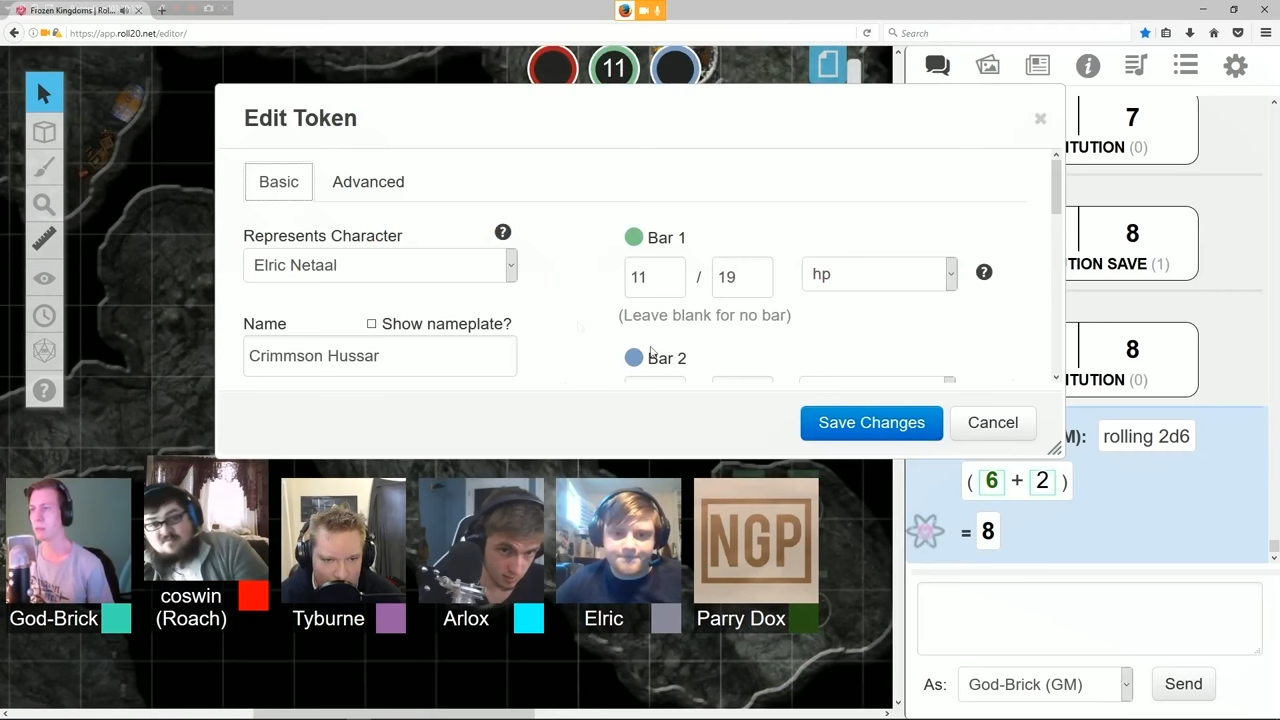 Frozen Kingdoms | Rol...
https://app.roll20.net/editor/
Search
11
Edit Token
Basic
Advanced
Represents Character
Elric Netaal
Name
Show nameplate?
Crimmson Hussar
Bar 1
11 / 19
hp
(Leave blank for no bar)
Bar 2
Save Changes
Cancel
7
ITUTION (0)
8
TION SAVE (1)
8
ITUTION (0)
M): rolling 2d6
( 6 + 2 )
= 8
God-Brick
coswin
(Roach)
Tyburne
Arlox
Elric
NGP
Parry Dox
As:
God-Brick (GM)
Send